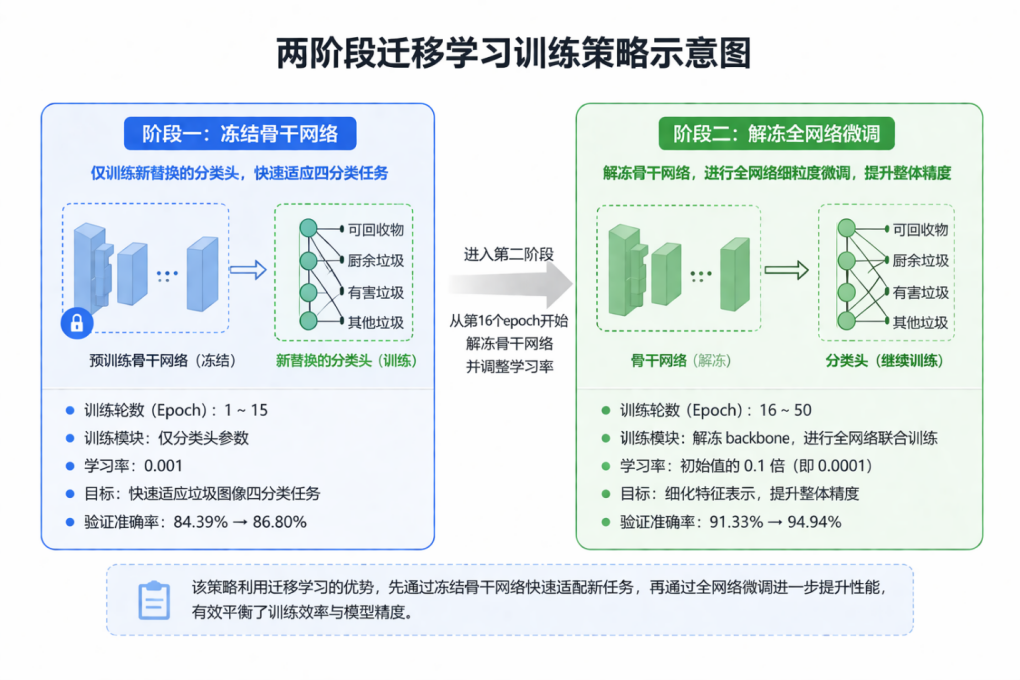 两阶段迁移学习训练策略示意图
阶段一：冻结骨干网络
仅训练新替换的分类头，快速适应四分类任务
可回收物
厨余垃圾
有害垃圾
其他垃圾
预训练骨干网络（冻结）
新替换的分类头（训练）
训练轮数（Epoch）：1 ~ 15
训练模块：仅分类头参数
学习率：0.001
目标：快速适应垃圾图像四分类任务
验证准确率：84.39% → 86.80%
进入第二阶段
从第16个epoch开始
解冻骨干网络
并调整学习率
阶段二：解冻全网络微调
解冻骨干网络，进行全网络细粒度微调，提升整体精度
可回收物
厨余垃圾
有害垃圾
其他垃圾
骨干网络（解冻）
分类头（继续训练）
训练轮数（Epoch）：16 ~ 50
训练模块：解冻 backbone，进行全网络联合训练
学习率：初始值的 0.1 倍（即 0.0001）
目标：细化特征表示，提升整体精度
验证准确率：91.33% → 94.94%
该策略利用迁移学习的优势，先通过冻结骨干网络快速适配新任务，再通过全网络微调进一步提升性能，
有效平衡了训练效率与模型精度。